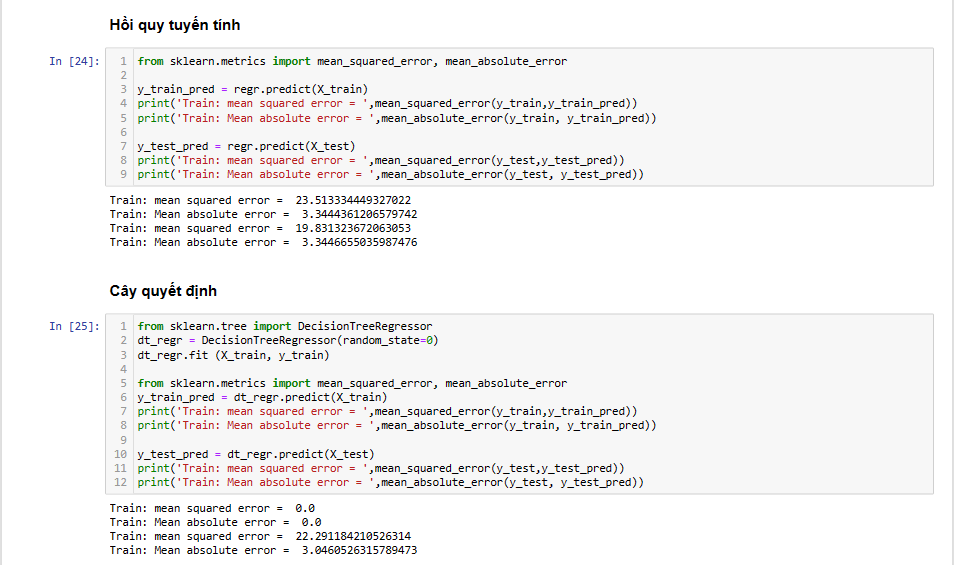 Hồi quy tuyến tính
In [24]:
1 from sklearn.metrics import mean_squared_error, mean_absolute_error
2
3 y_train_pred = regr.predict(X_train)
4 print('Train: mean squared error = ',mean_squared_error(y_train,y_train_pred))
5 print('Train: Mean absolute error = ',mean_absolute_error(y_train, y_train_pred))
6
7 y_test_pred = regr.predict(X_test)
8 print('Train: mean squared error = ',mean_squared_error(y_test,y_test_pred))
9 print('Train: Mean absolute error = ',mean_absolute_error(y_test, y_test_pred))
Train: mean squared error =  23.513334449327022
Train: Mean absolute error =  3.3444361206579742
Train: mean squared error =  19.831323672063053
Train: Mean absolute error =  3.3446655035987476
Cây quyết định
In [25]:
1 from sklearn.tree import DecisionTreeRegressor
2 dt_regr = DecisionTreeRegressor(random_state=0)
3 dt_regr.fit (X_train, y_train)
4
5 from sklearn.metrics import mean_squared_error, mean_absolute_error
6 y_train_pred = dt_regr.predict(X_train)
7 print('Train: mean squared error = ',mean_squared_error(y_train,y_train_pred))
8 print('Train: Mean absolute error = ',mean_absolute_error(y_train, y_train_pred))
9
10 y_test_pred = dt_regr.predict(X_test)
11 print('Train: mean squared error = ',mean_squared_error(y_test,y_test_pred))
12 print('Train: Mean absolute error = ',mean_absolute_error(y_test, y_test_pred))
Train: mean squared error =  0.0
Train: Mean absolute error =  0.0
Train: mean squared error =  22.291184210526314
Train: Mean absolute error =  3.0460526315789473